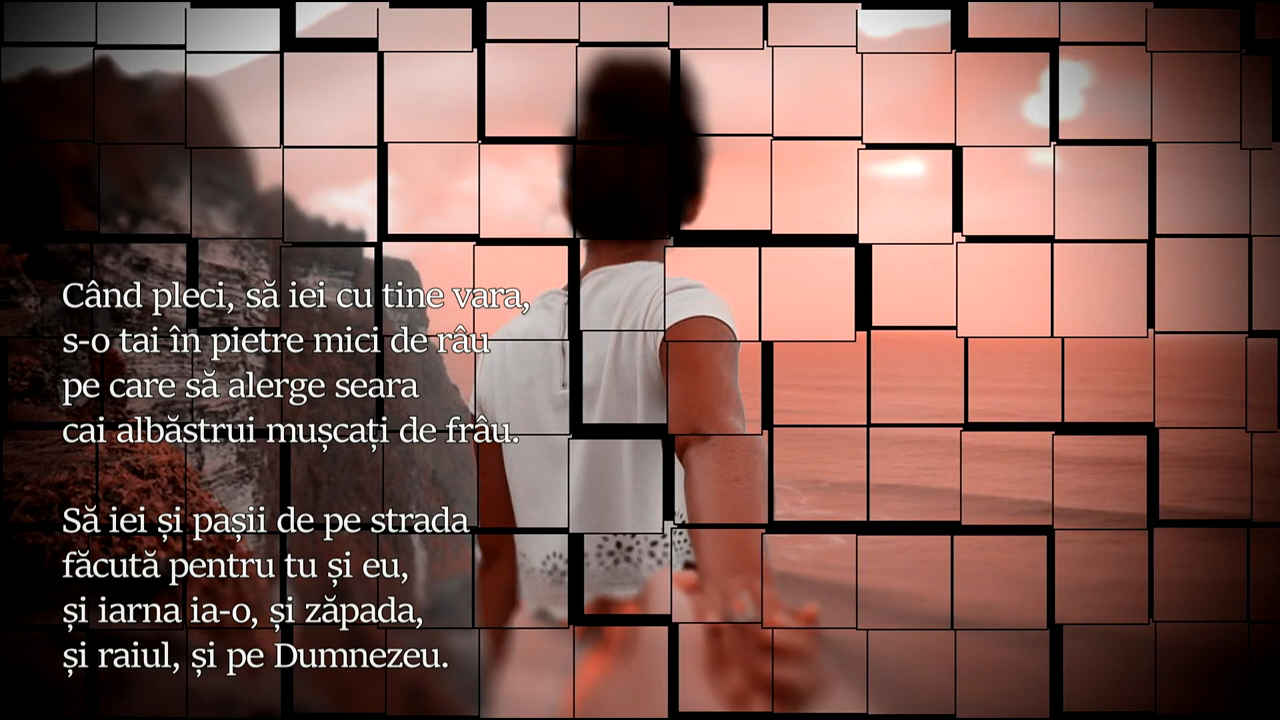 Când pleci, să iei cu tine vara,
s-o tai în pietre mici de râu
pe care să alerge seara
cai albăstrui mușcați de frâu.
Să iei și pașii de pe strada
făcută pentru tu și eu,
și iarna ia-o, și zăpada,
și raiul, și pe Dumnezeu.